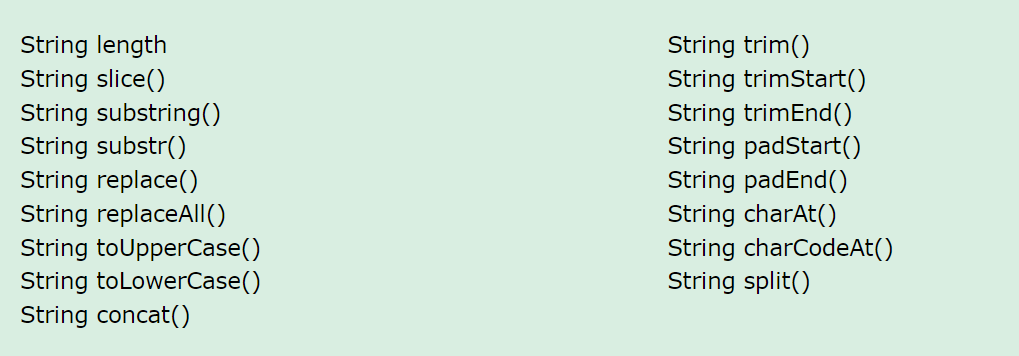 String length
String slice()
String substring()
String substr()
String replace()
String replaceAll()
String toUpperCase()
String toLowerCase()
String concat()
String trim()
String trimStart()
String trimEnd()
String padStart()
String padEnd()
String charAt()
String charCodeAt()
String split()